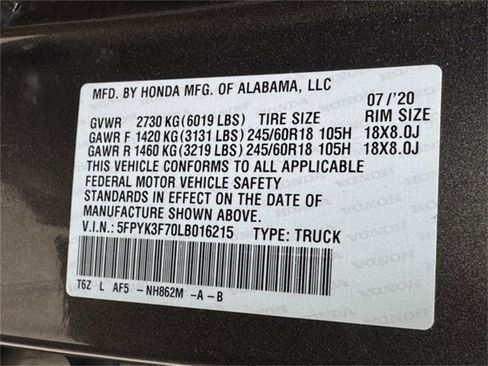 MFD. BY HONDA MFG. OF ALABAMA, LLC
07/'20
GVWR 2730 KG (6019 LBS) TIRE SIZE RIM SIZE
GAWR F 1420 KG (3131 LBS) 245/60R18 105H 18X8.0J
GAWR R 1460 KG (3219 LBS) 245/60R18 105H 18X8.0J
THIS VEHICLE CONFORMS TO ALL APPLICABLE
FEDERAL MOTOR VEHICLE SAFETY
STANDARDS IN EFFECT ON THE DATE OF
MANUFACTURE SHOWN ABOVE.
V.I.N.: 5FPYK3F70LB016215 TYPE: TRUCK
T6Z L AF5 - NH862M -A - B